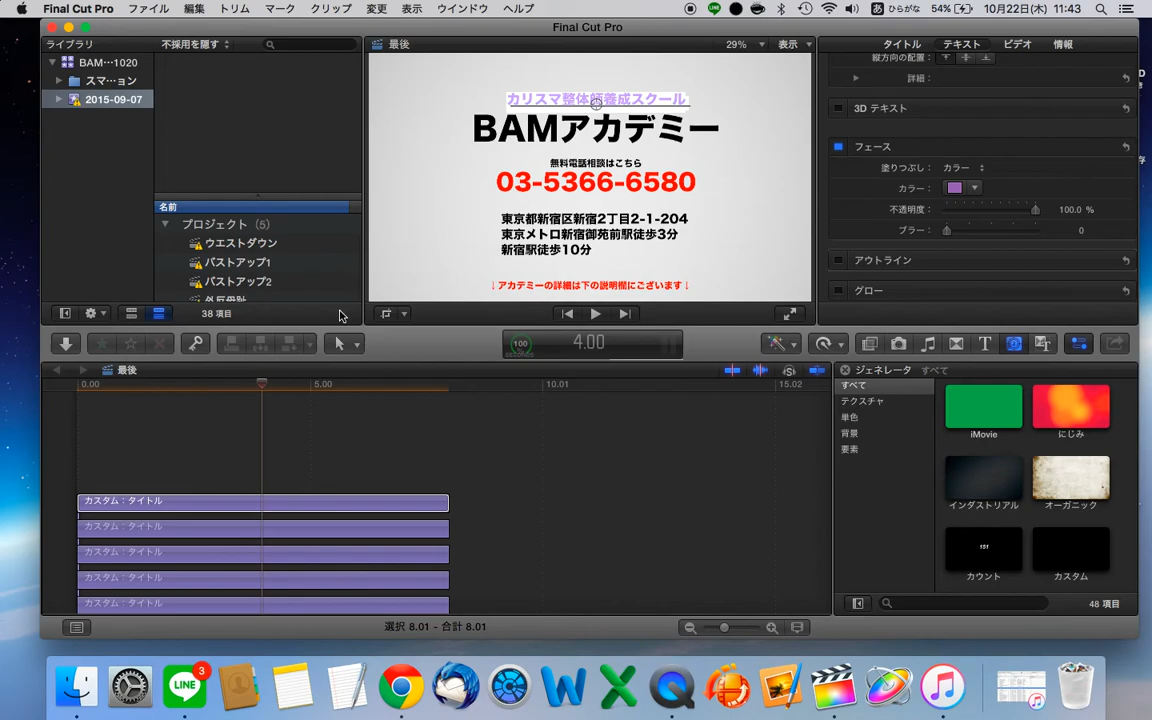 Final Cut Pro ファイル 編集 トリム マーク クリップ 変更 表示 ウインドウ ヘルプ
あ ひらがな 54% 10月22日(木) 11:43
Final Cut Pro
ライブラリ 不採用を隠す
最後 29% 表示
タイトル テキスト ビデオ 情報
BAM…1020
スマ…ョン
2015-09-07
名前
プロジェクト (5)
ウエストダウン
バストアップ1
バストアップ2
外反母趾
38 項目
カリスマ整体師養成スクール
BAMアカデミー
無料電話相談はこちら
03-5366-6580
東京都新宿区新宿2丁目2-1-204
東京メトロ新宿御苑前駅徒歩3分
新宿駅徒歩10分
↓アカデミーの詳細は下の説明欄にございます↓
縦方向の配置:
詳細:
3D テキスト
フェース
塗りつぶし: カラー
カラー:
不透明度: 100.0 %
ブラー: 0
アウトライン
グロー
100 4.00
最後
0.00 5.00 10.01 15.02
カスタム:タイトル
カスタム:タイトル
カスタム:タイトル
カスタム:タイトル
カスタム:タイトル
選択 8.01 - 合計 8.01
ジェネレータ すべて
すべて
テクスチャ
単色
背景
要素
iMovie にじみ
インダストリアル オーガニック
カウント カスタム
48 項目
LINE 3